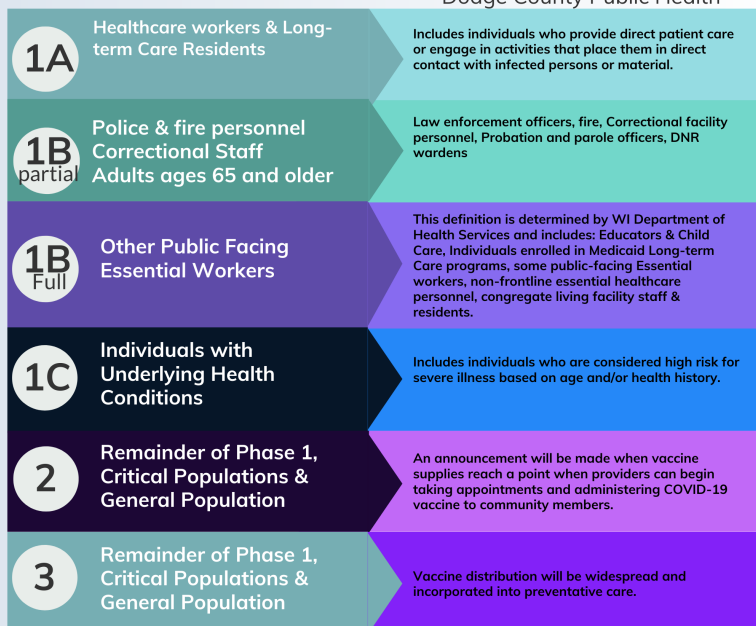 Dodge County Public Health
1A
Healthcare workers & Long-
term Care Residents
Includes individuals who provide direct patient care
or engage in activities that place them in direct
contact with infected persons or material.
1B
partial
Police & fire personnel
Correctional Staff
Adults ages 65 and older
Law enforcement officers, fire, Correctional facility
personnel, Probation and parole officers, DNR
wardens
1B
Full
Other Public Facing
Essential Workers
This definition is determined by WI Department of
Health Services and includes: Educators & Child
Care, Individuals enrolled in Medicaid Long-term
Care programs, some public-facing Essential
workers, non-frontline essential healthcare
personnel, congregate living facility staff &
residents.
1C
Individuals with
Underlying Health
Conditions
Includes individuals who are considered high risk for
severe illness based on age and/or health history.
2
Remainder of Phase 1,
Critical Populations &
General Population
An announcement will be made when vaccine
supplies reach a point when providers can begin
taking appointments and administering COVID-19
vaccine to community members.
3
Remainder of Phase 1,
Critical Populations &
General Population
Vaccine distribution will be widespread and
incorporated into preventative care.